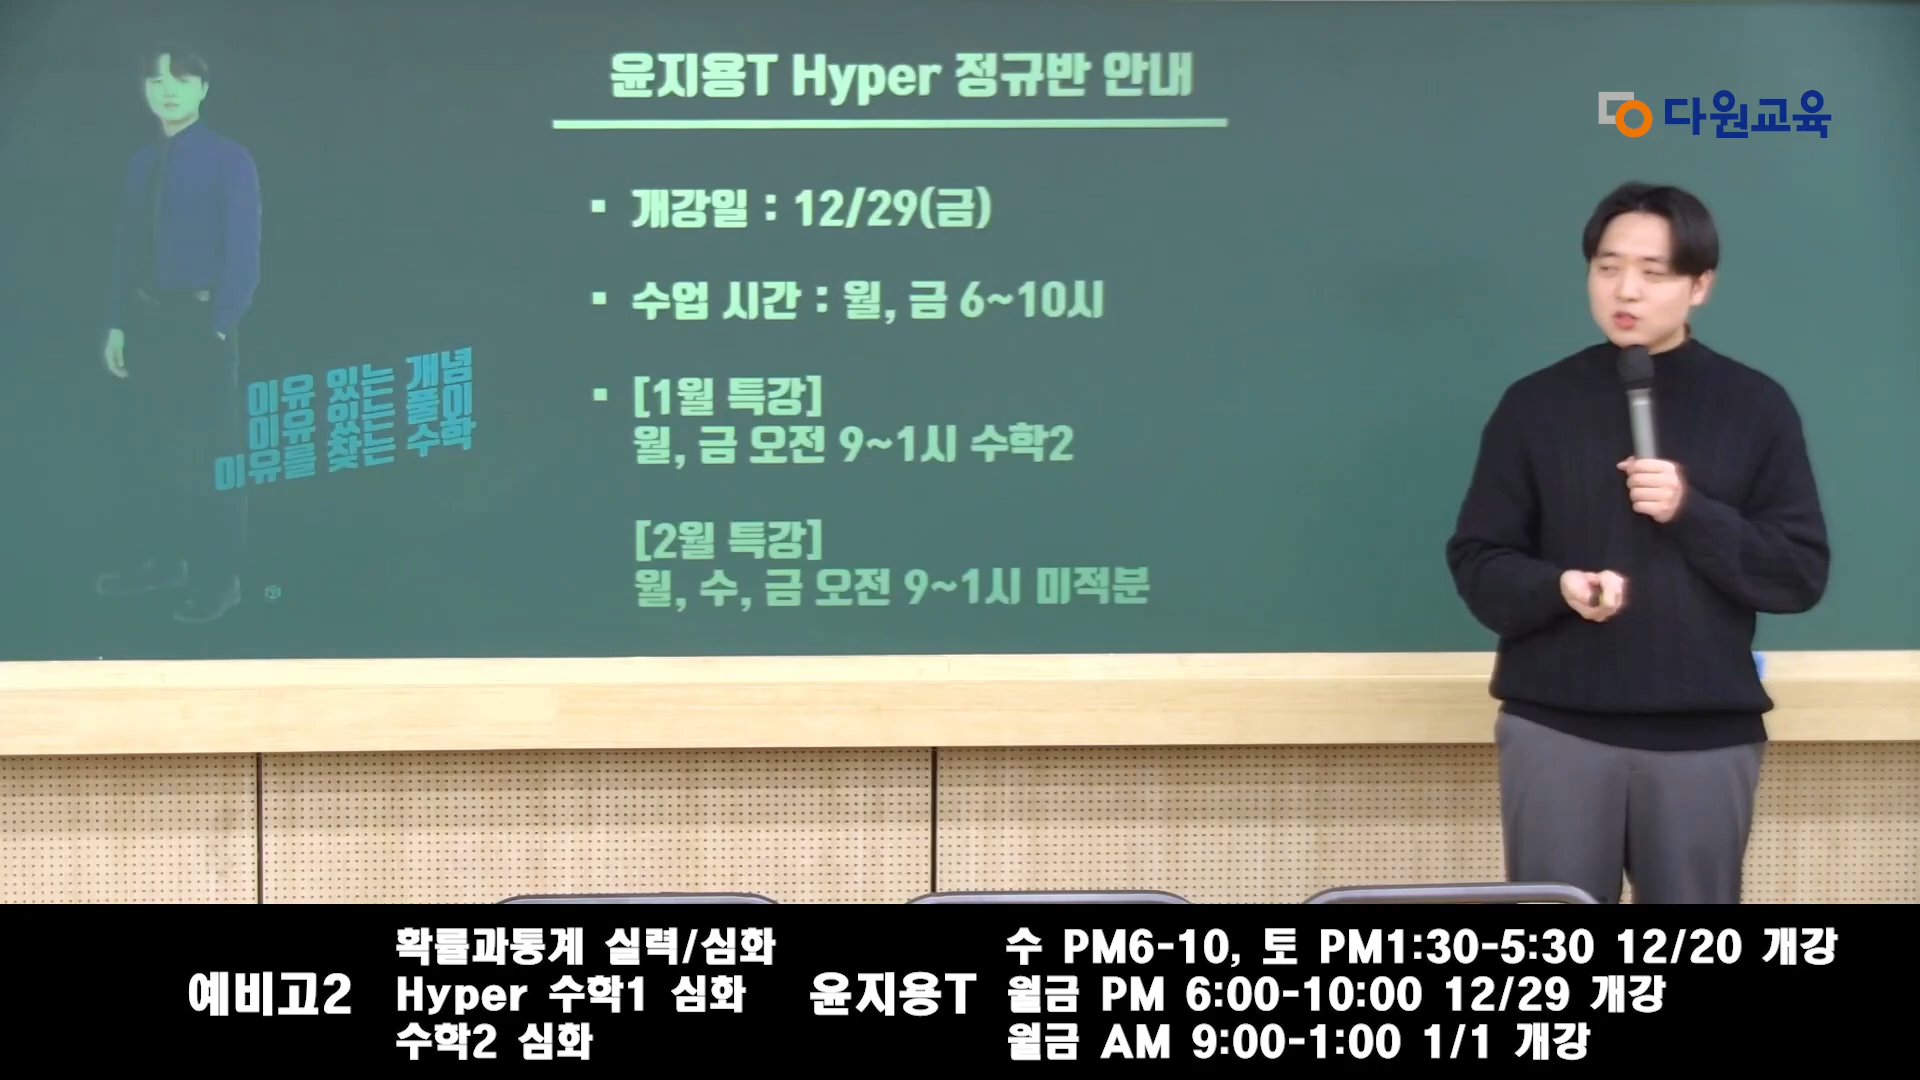 윤지용T Hyper 정규반 안내
다원교육
▪ 개강일 : 12/29(금)
▪ 수업 시간 : 월, 금 6~10시
▪ [1월 특강]
월, 금 오전 9~1시 수학2
[2월 특강]
월, 수, 금 오전 9~1시 미적분
이유 있는 개념
이유 있는 풀이
이유를 찾는 수학
예비고2
확률과통계 실력/심화
Hyper 수학1 심화
수학2 심화
윤지용T
수 PM6-10, 토 PM1:30-5:30 12/20 개강
월금 PM 6:00-10:00 12/29 개강
월금 AM 9:00-1:00 1/1 개강